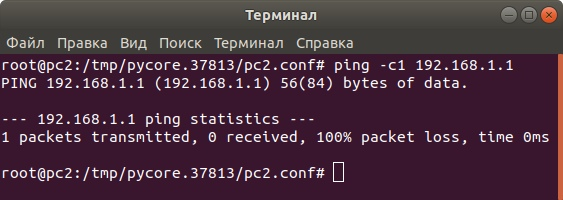 Терминал
Файл Правка Вид Поиск Терминал Справка
root@pc2:/tmp/pycore.37813/pc2.conf# ping -c1 192.168.1.1
PING 192.168.1.1 (192.168.1.1) 56(84) bytes of data.
--- 192.168.1.1 ping statistics ---
1 packets transmitted, 0 received, 100% packet loss, time 0ms
root@pc2:/tmp/pycore.37813/pc2.conf#